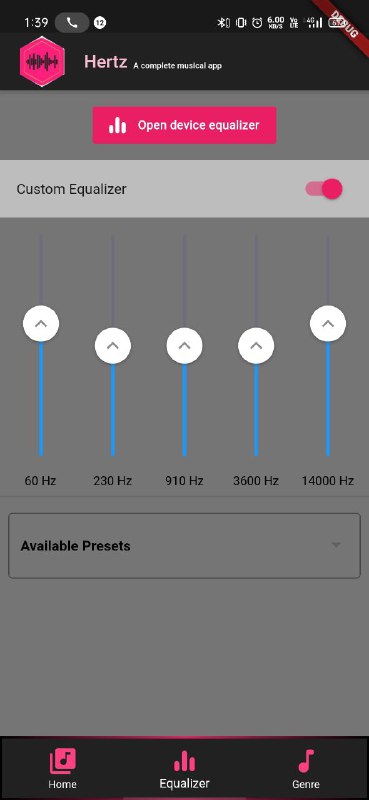 1:39
12
6.00
KB/S
Vo
LTE
4G
DEBUG
Hertz A complete musical app
Open device equalizer
Custom Equalizer
60 Hz 230 Hz 910 Hz 3600 Hz 14000 Hz
Available Presets
Home Equalizer Genre